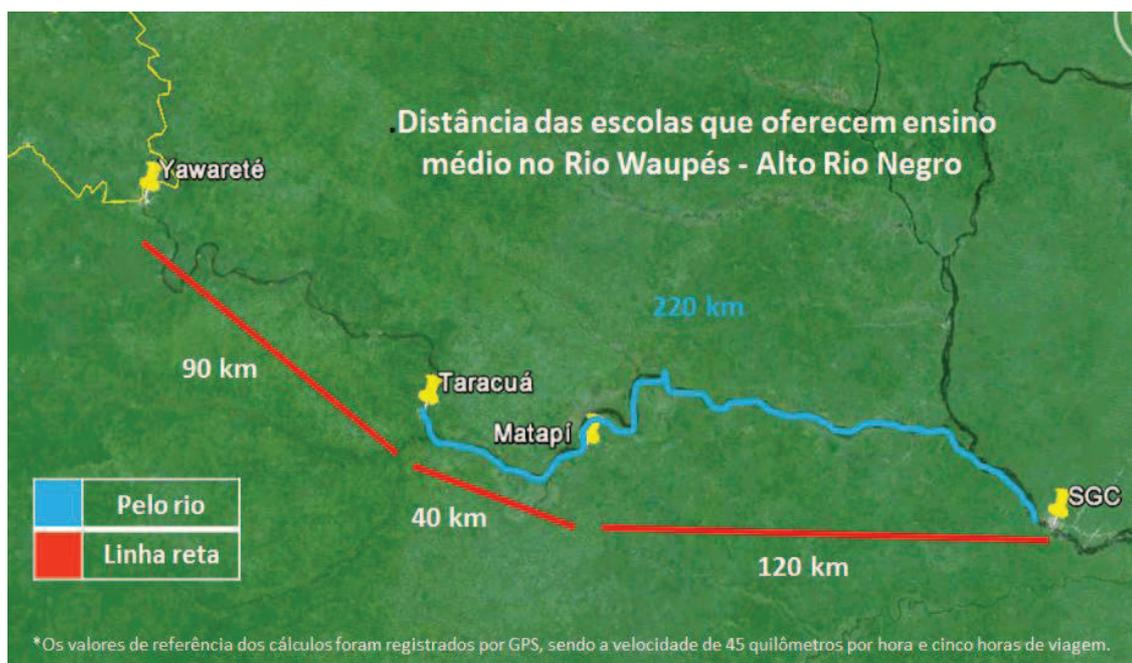 .Distância das escolas que oferecem ensino
médio no Rio Waupés - Alto Rio Negro
Yawareté
220 km
90 km
Taracuá
Matapí
SGC
Pelo rio
40 km
Linha reta
120 km
*Os valores de referência dos cálculos foram registrados por GPS, sendo a velocidade de 45 quilômetros por hora e cinco horas de viagem.